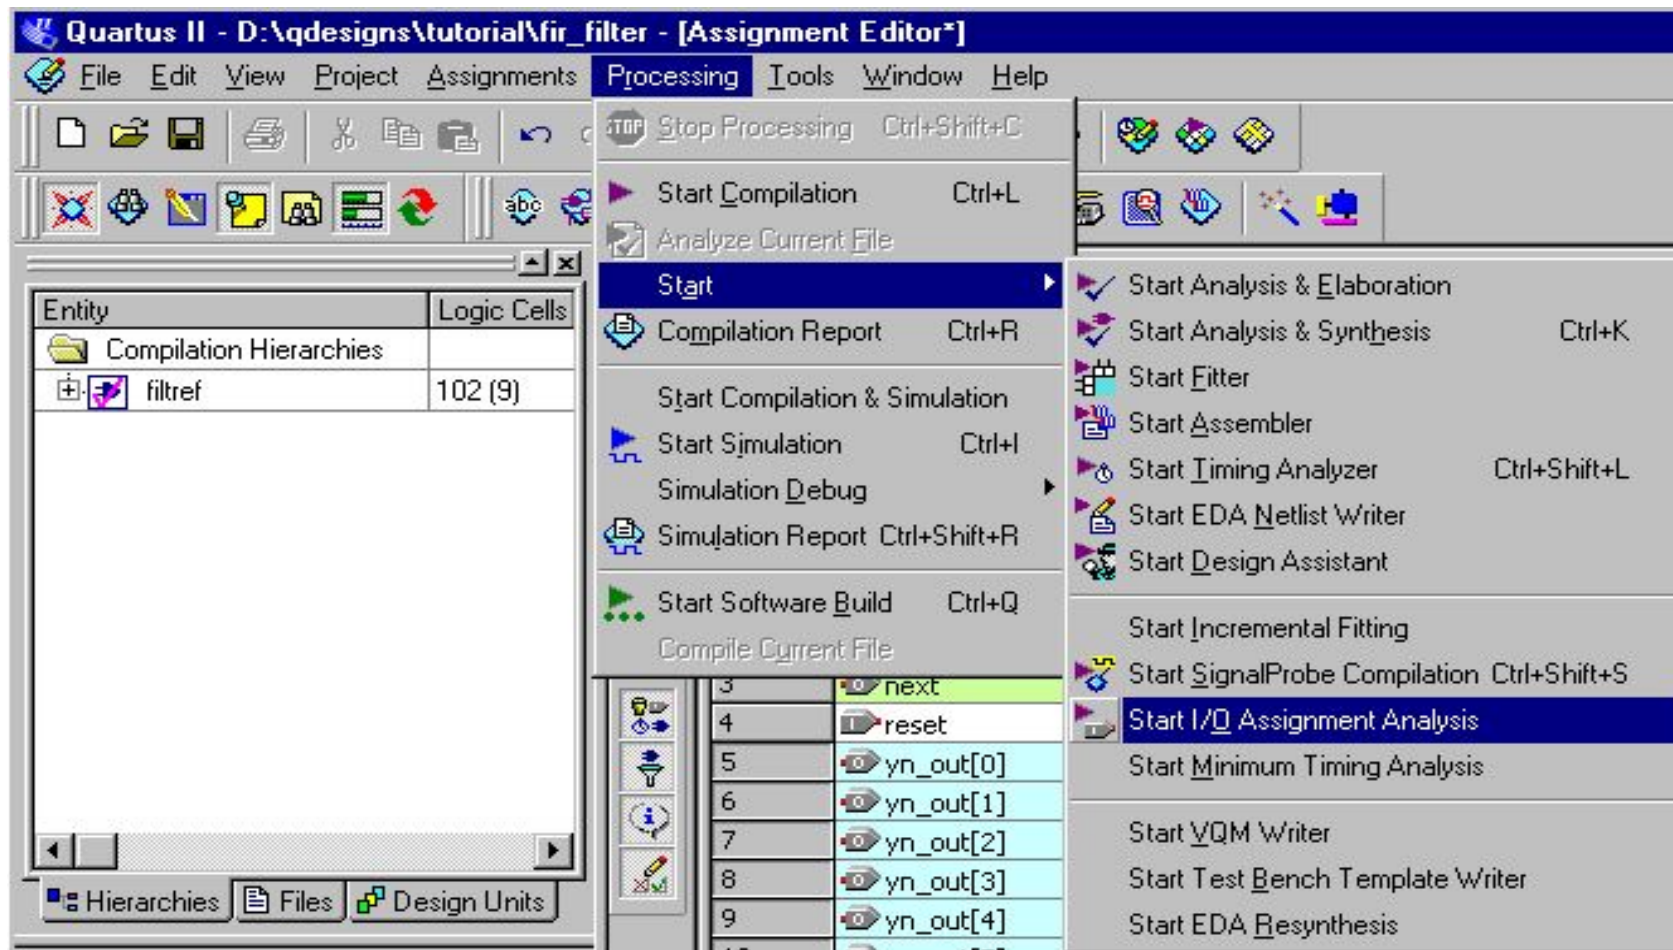 Quartus II - D:\qdesigns\tutorial\fir_filter - [Assignment Editor*]
File Edit View Project Assignments Processing Tools Window Help
Stop Processing Ctrl+Shift+C
Start Compilation Ctrl+L
Analyze Current File
Start
Compilation Report Ctrl+R
Start Compilation & Simulation
Start Simulation Ctrl+I
Simulation Debug
Simulation Report Ctrl+Shift+R
Start Software Build Ctrl+Q
Compile Current File
Start Analysis & Elaboration
Start Analysis & Synthesis Ctrl+K
Start Fitter
Start Assembler
Start Timing Analyzer Ctrl+Shift+L
Start EDA Netlist Writer
Start Design Assistant
Start Incremental Fitting
Start SignalProbe Compilation Ctrl+Shift+S
Start I/O Assignment Analysis
Start Minimum Timing Analysis
Start VQM Writer
Start Test Bench Template Writer
Start EDA Resynthesis
STOP
abc
Entity Logic Cells
Compilation Hierarchies
filtref 102 (9)
Hierarchies Files Design Units
3 next
4 reset
5 yn_out[0]
6 yn_out[1]
7 yn_out[2]
8 yn_out[3]
9 yn_out[4]